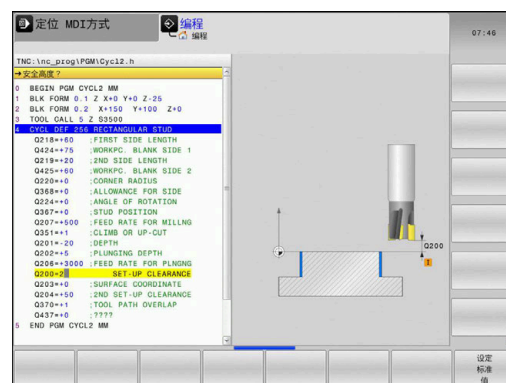 定位 MDI方式
编程
编程
07:46
TNC:\nc_prog\PGM\Cycl2.h
→安全高度？
0 BEGIN PGM CYCL2 MM
1 BLK FORM 0.1 Z X+0 Y+0 Z-25
2 BLK FORM 0.2 X+150 Y+100 Z+0
3 TOOL CALL 5 Z S3500
4 CYCL DEF 256 RECTANGULAR STUD
Q218=+60 ;FIRST SIDE LENGTH
Q424=+75 ;WORKPC. BLANK SIDE 1
Q219=+20 ;2ND SIDE LENGTH
Q425=+60 ;WORKPC. BLANK SIDE 2
Q220=+0 ;CORNER RADIUS
Q368=+0 ;ALLOWANCE FOR SIDE
Q224=+0 ;ANGLE OF ROTATION
Q367=+0 ;STUD POSITION
Q207=+500 ;FEED RATE FOR MILLNG
Q351=+1 ;CLIMB OR UP-CUT
Q201=-20 ;DEPTH
Q202=+5 ;PLUNGING DEPTH
Q206=+3000 ;FEED RATE FOR PLNGNG
Q200=2 SET-UP CLEARANCE
Q203=+0 ;SURFACE COORDINATE
Q204=+50 ;2ND SET-UP CLEARANCE
Q370=+1 ;TOOL PATH OVERLAP
Q437=+0 ;????
5 END PGM CYCL2 MM
Q200
I
设定
标准
值